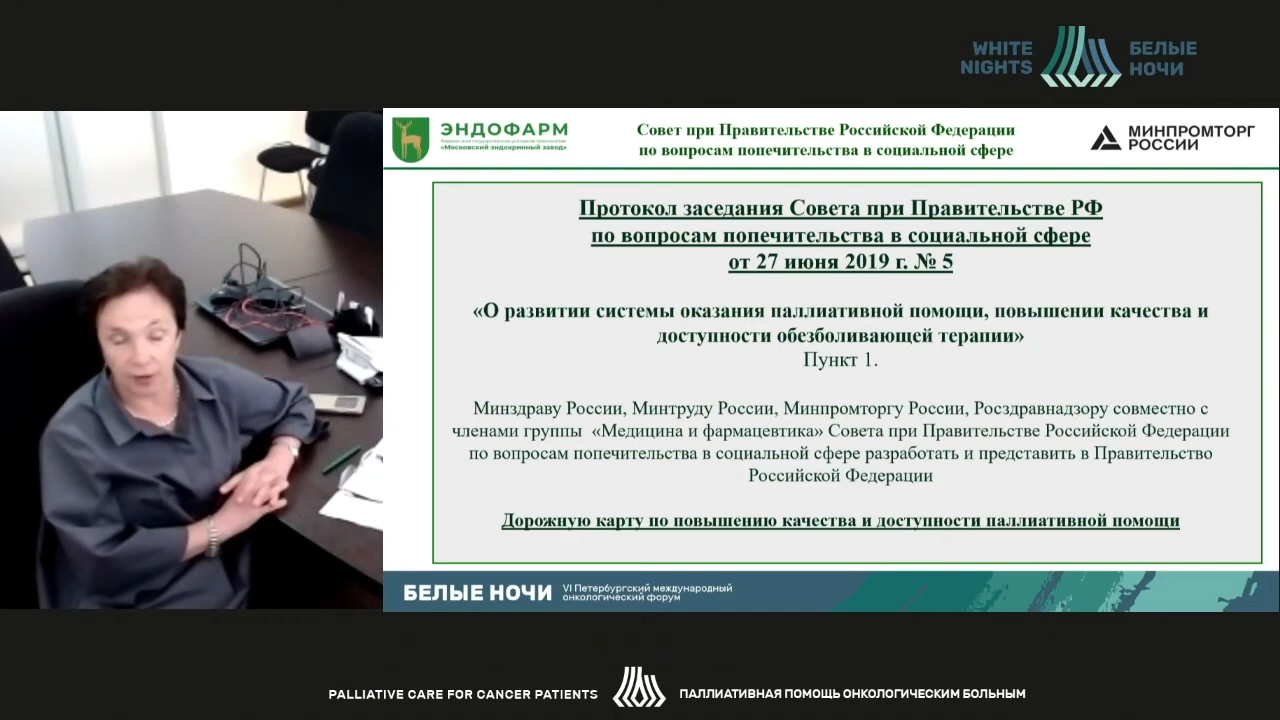 WHITE
NIGHTS
БЕЛЫЕ
НОЧИ
ЭНДОФАРМ
«Московский эндокринный завод»
Совет при Правительстве Российской Федерации
по вопросам попечительства в социальной сфере
МИНПРОМТОРГ
РОССИИ
Протокол заседания Совета при Правительстве РФ
по вопросам попечительства в социальной сфере
от 27 июня 2019 г. № 5
«О развитии системы оказания паллиативной помощи, повышении качества и
доступности обезболивающей терапии»
Пункт 1.
Минздраву России, Минтруду России, Минпромторгу России, Росздравнадзору совместно с
членами группы «Медицина и фармацевтика» Совета при Правительстве Российской Федерации
по вопросам попечительства в социальной сфере разработать и представить в Правительство
Российской Федерации
Дорожную карту по повышению качества и доступности паллиативной помощи
БЕЛЫЕ НОЧИ
VI Петербургский международный
онкологический форум
PALLIATIVE CARE FOR CANCER PATIENTS
ПАЛЛИАТИВНАЯ ПОМОЩЬ ОНКОЛОГИЧЕСКИМ БОЛЬНЫМ